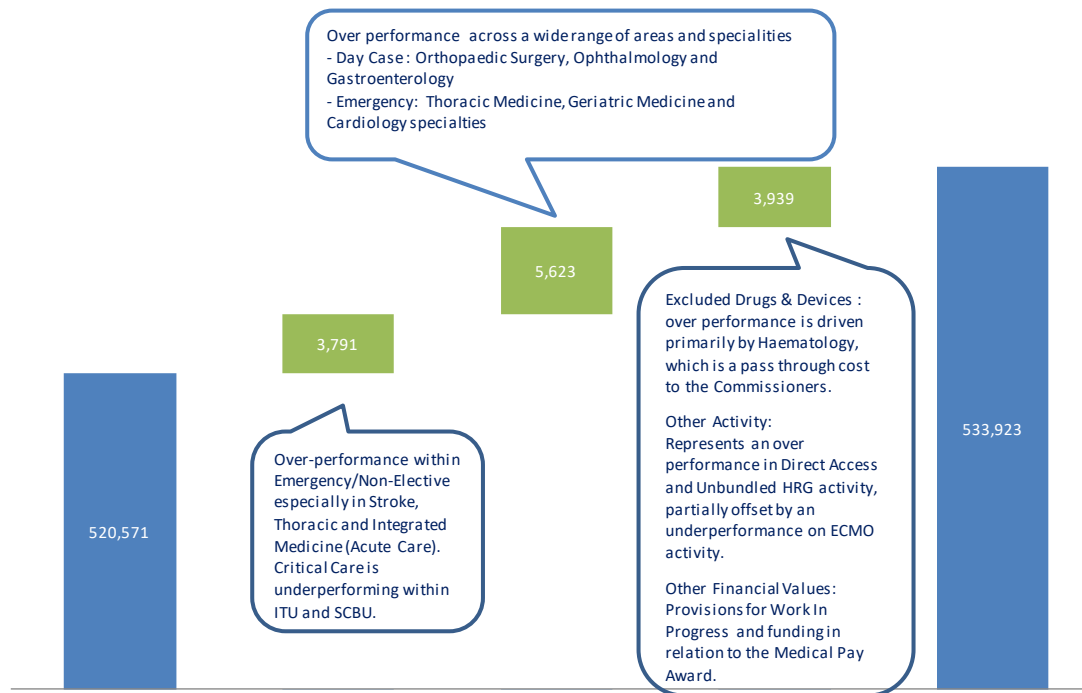 Over performance across a wide range of areas and specialities
- Day Case : Orthopaedic Surgery, Ophthalmology and
Gastroenterology
- Emergency: Thoracic Medicine, Geriatric Medicine and
Cardiology specialties
3,939
5,623
3,791
520,571
533,923
Over-performance within
Emergency/Non-Elective
especially in Stroke,
Thoracic and Integrated
Medicine (Acute Care).
Critical Care is
underperforming within
ITU and SCBU.
Excluded Drugs & Devices :
over performance is driven
primarily by Haematology,
which is a pass through cost
to the Commissioners.
Other Activity:
Represents an over
performance in Direct Access
and Unbundled HRG activity,
partially offset by an
underperformance on ECMO
activity.
Other Financial Values:
Provisions for Work In
Progress and funding in
relation to the Medical Pay
Award.